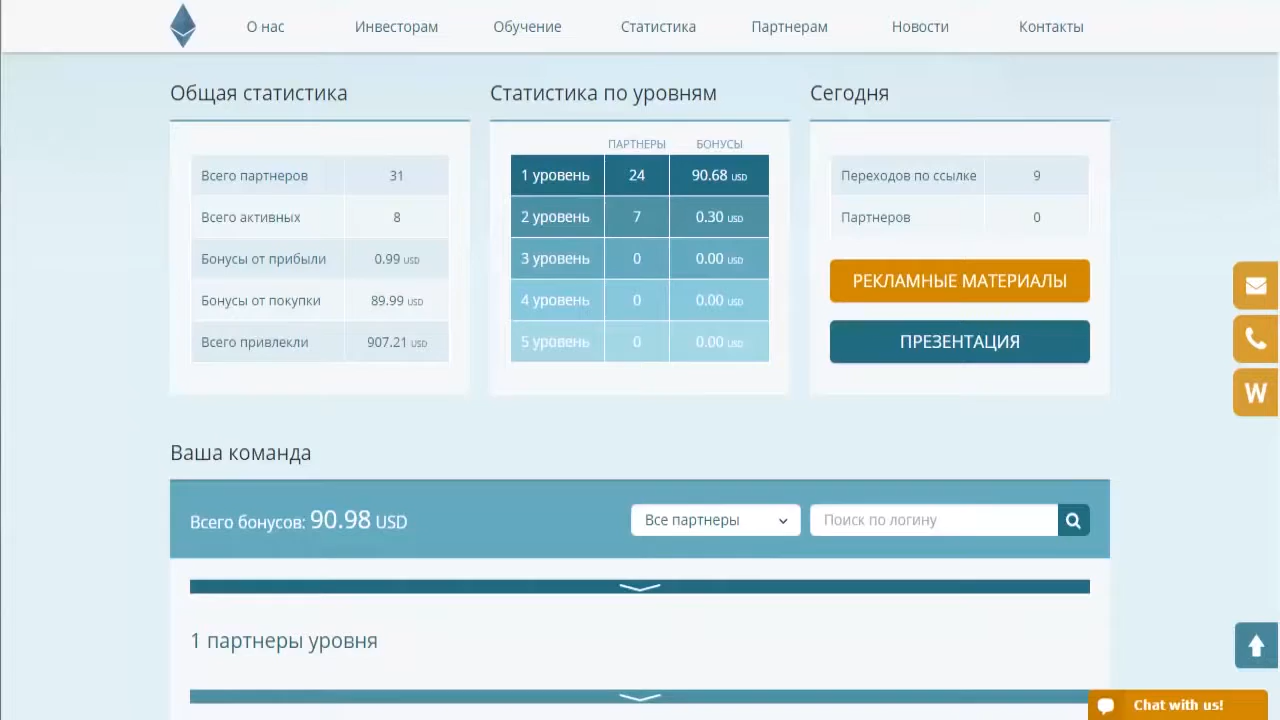 О нас Инвесторам Обучение Статистика Партнерам Новости Контакты
Общая статистика
Всего партнеров 31
Всего активных 8
Бонусы от прибыли 0.99 USD
Бонусы от покупки 89.99 USD
Всего привлекли 907.21 USD
Статистика по уровням
ПАРТНЕРЫ БОНУСЫ
1 уровень 24 90.68 USD
2 уровень 7 0.30 USD
3 уровень 0 0.00 USD
4 уровень 0 0.00 USD
5 уровень 0 0.00 USD
Сегодня
Переходов по ссылке 9
Партнеров 0
РЕКЛАМНЫЕ МАТЕРИАЛЫ
ПРЕЗЕНТАЦИЯ
W
Ваша команда
Всего бонусов: 90.98 USD
Все партнеры
Поиск по логину
1 партнеры уровня
Chat with us!